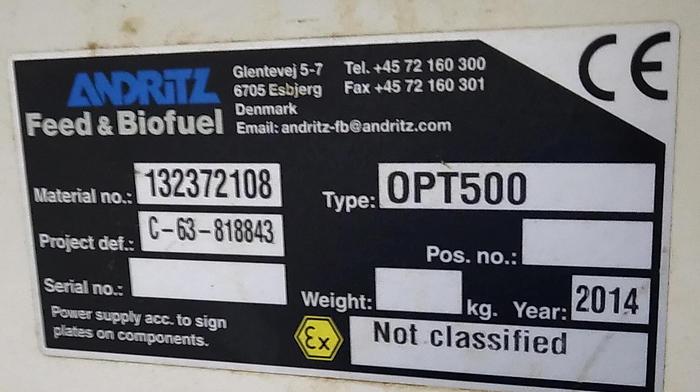 ANDRITZ
Feed & Biofuel
Glentevej 5-7 Tel. +45 72 160 300
6705 Esbjerg Fax +45 72 160 301
Denmark
Email: andritz-fb@andritz.com
CE
Material no.: 132372108 Type: OPT500
Project def.: C-63-818843 Pos. no.:
Serial no.: Weight: kg. Year: 2014
Power supply acc. to sign
plates on components.
Ex Not classified